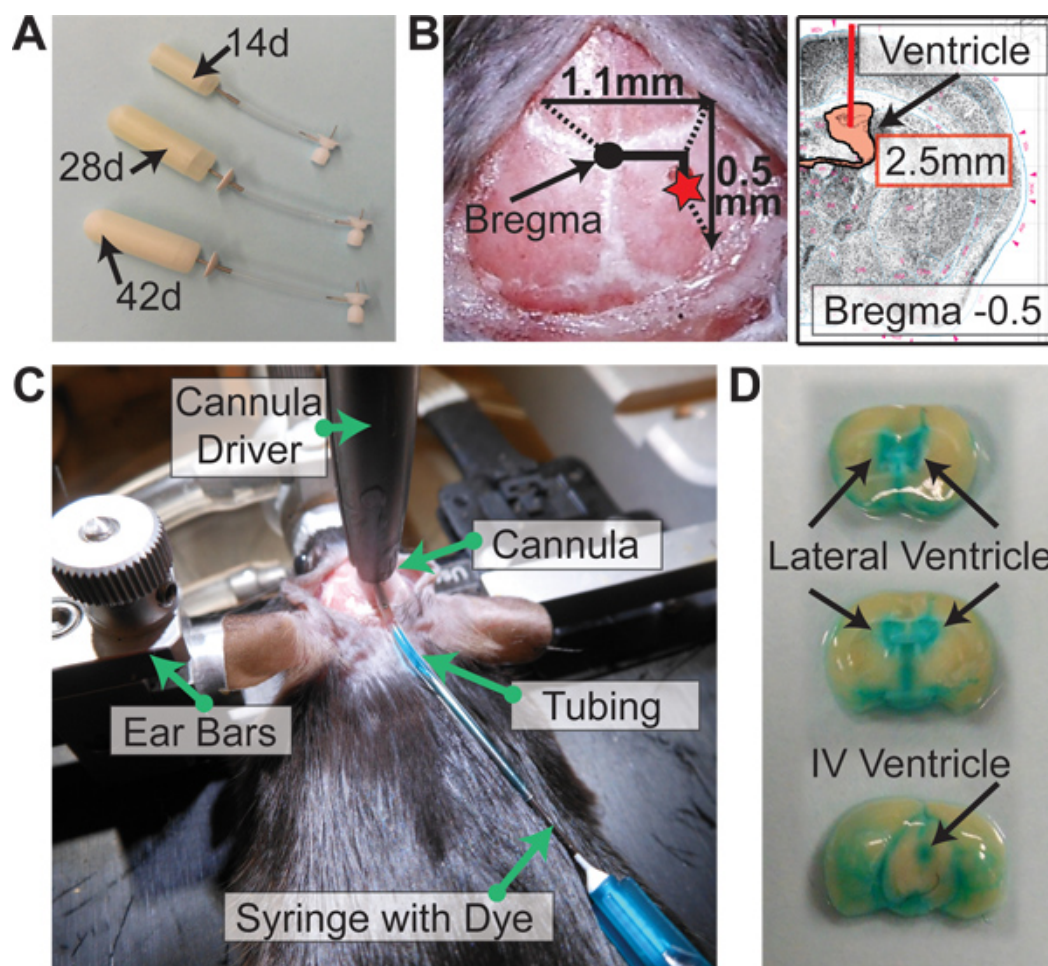 A
14d
28d
42d
B
1.1mm
0.5
mm
Bregma
Ventricle
2.5mm
Bregma -0.5
C
Cannula
Driver
Cannula
Tubing
Ear Bars
Syringe with Dye
D
Lateral Ventricle
IV Ventricle